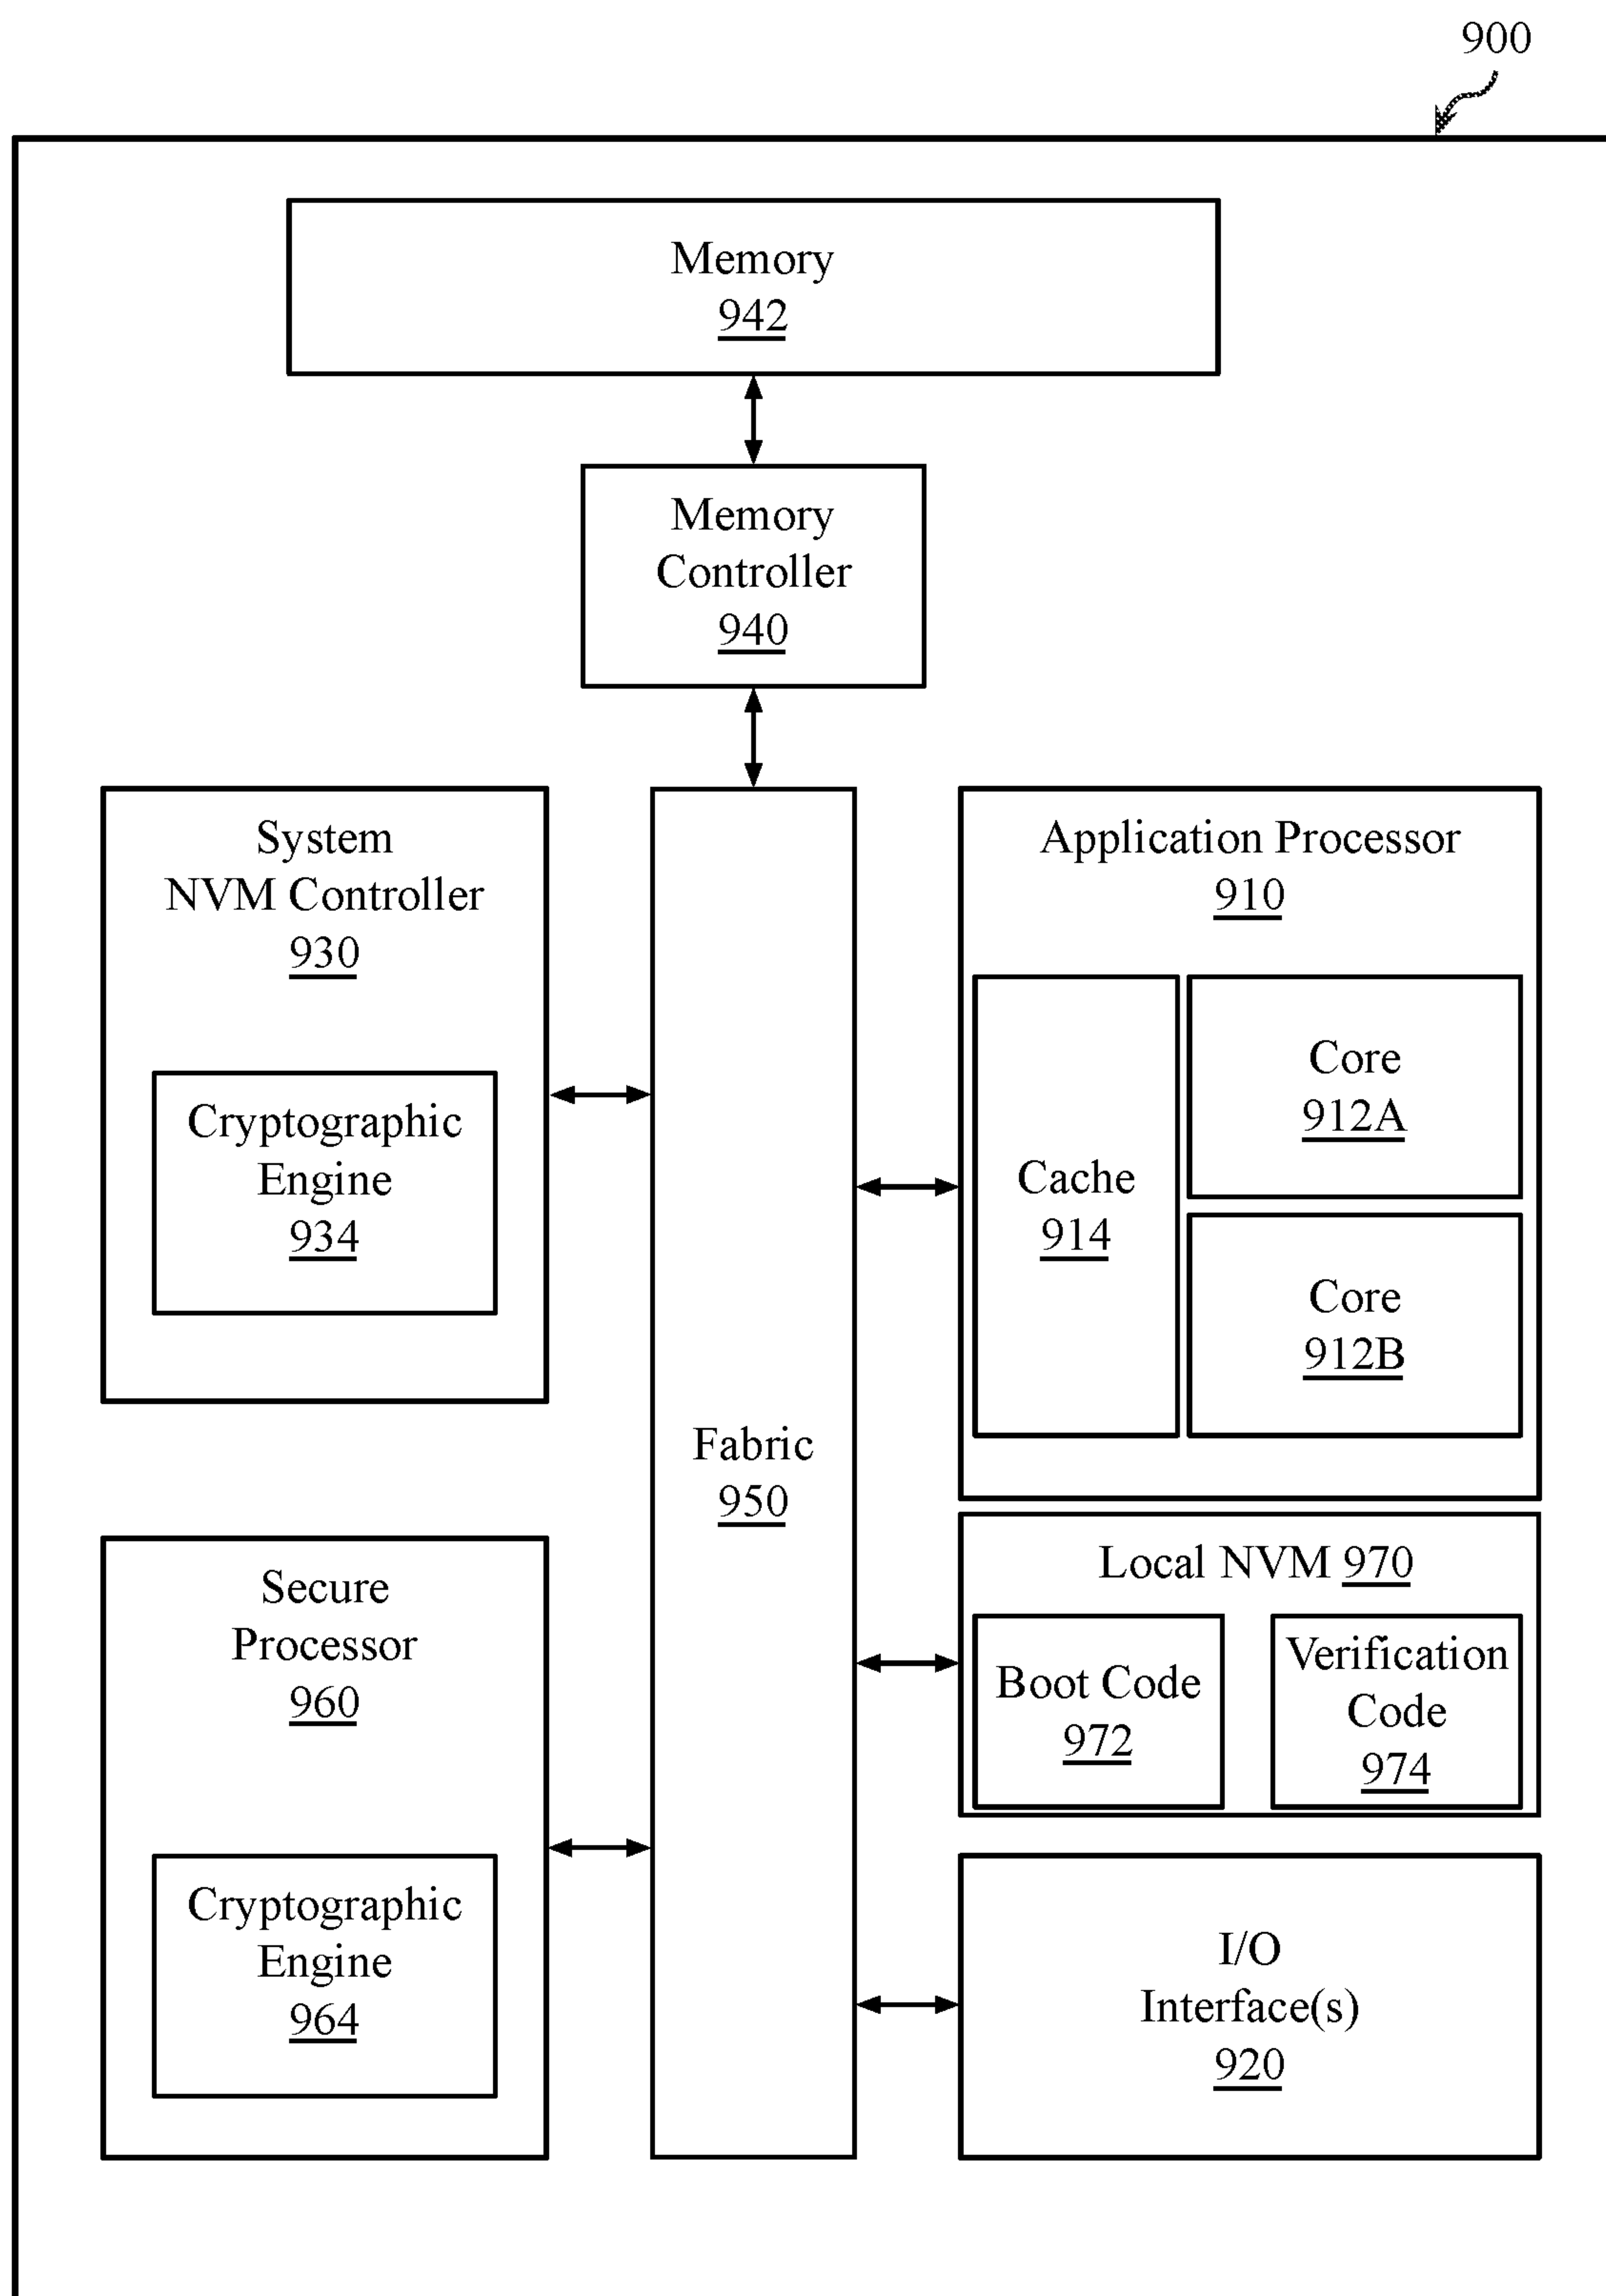 900
Memory
942
Memory
Controller
940
System
NVM Controller
930
Cryptographic
Engine
934
Secure
Processor
960
Cryptographic
Engine
964
Fabric
950
Application Processor
910
Cache
914
Core
912A
Core
912B
Local NVM 970
Boot Code
972
Verification
Code
974
I/O
Interface(s)
920